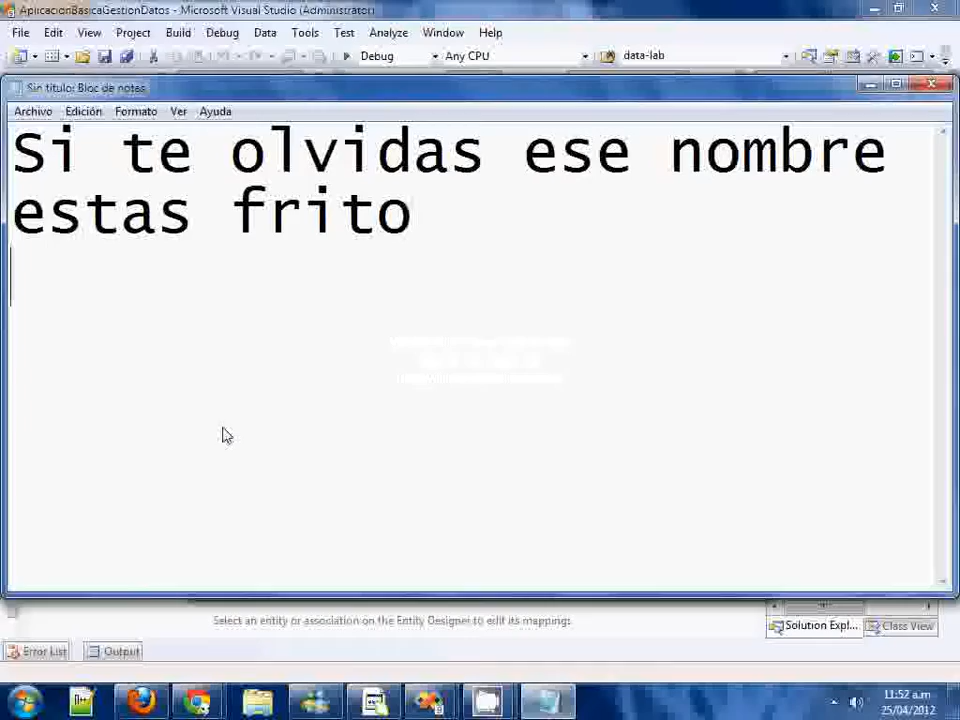 AplicacionBasicaGestionDatos - Microsoft Visual Studio (Administrator)
File Edit View Project Build Debug Data Tools Test Analyze Window Help
Debug Any CPU data-lab
Sin título: Bloc de notas
Archivo Edición Formato Ver Ayuda
Si te olvidas ese nombre
estas frito
Select an entity or association on the Entity Designer to edit its mappings.
Solution Expl... Class View
Error List Output
11:52 a.m.
25/04/2012